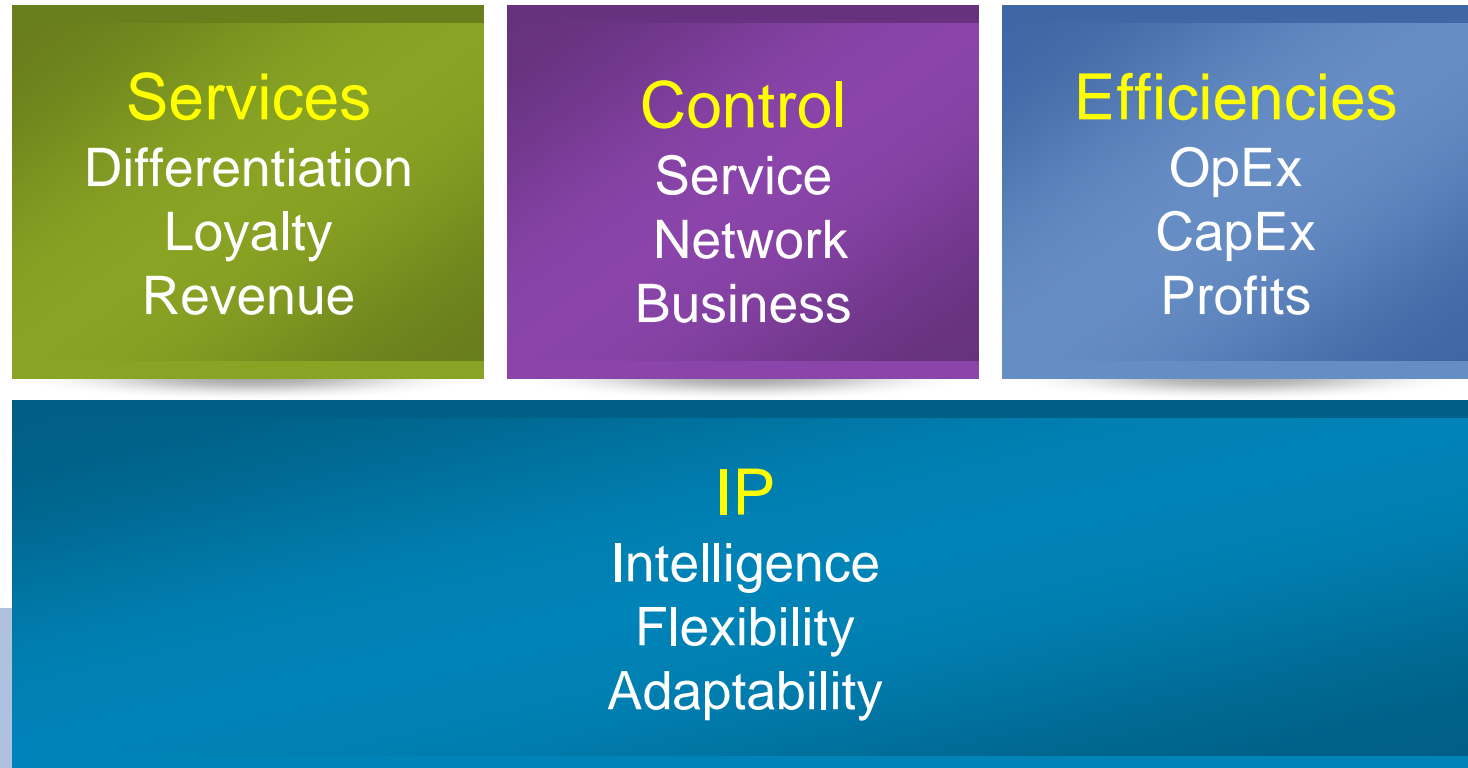 Services
Differentiation
Loyalty
Revenue
Control
Service
Network
Business
Efficiencies
OpEx
CapEx
Profits
IP
Intelligence
Flexibility
Adaptability